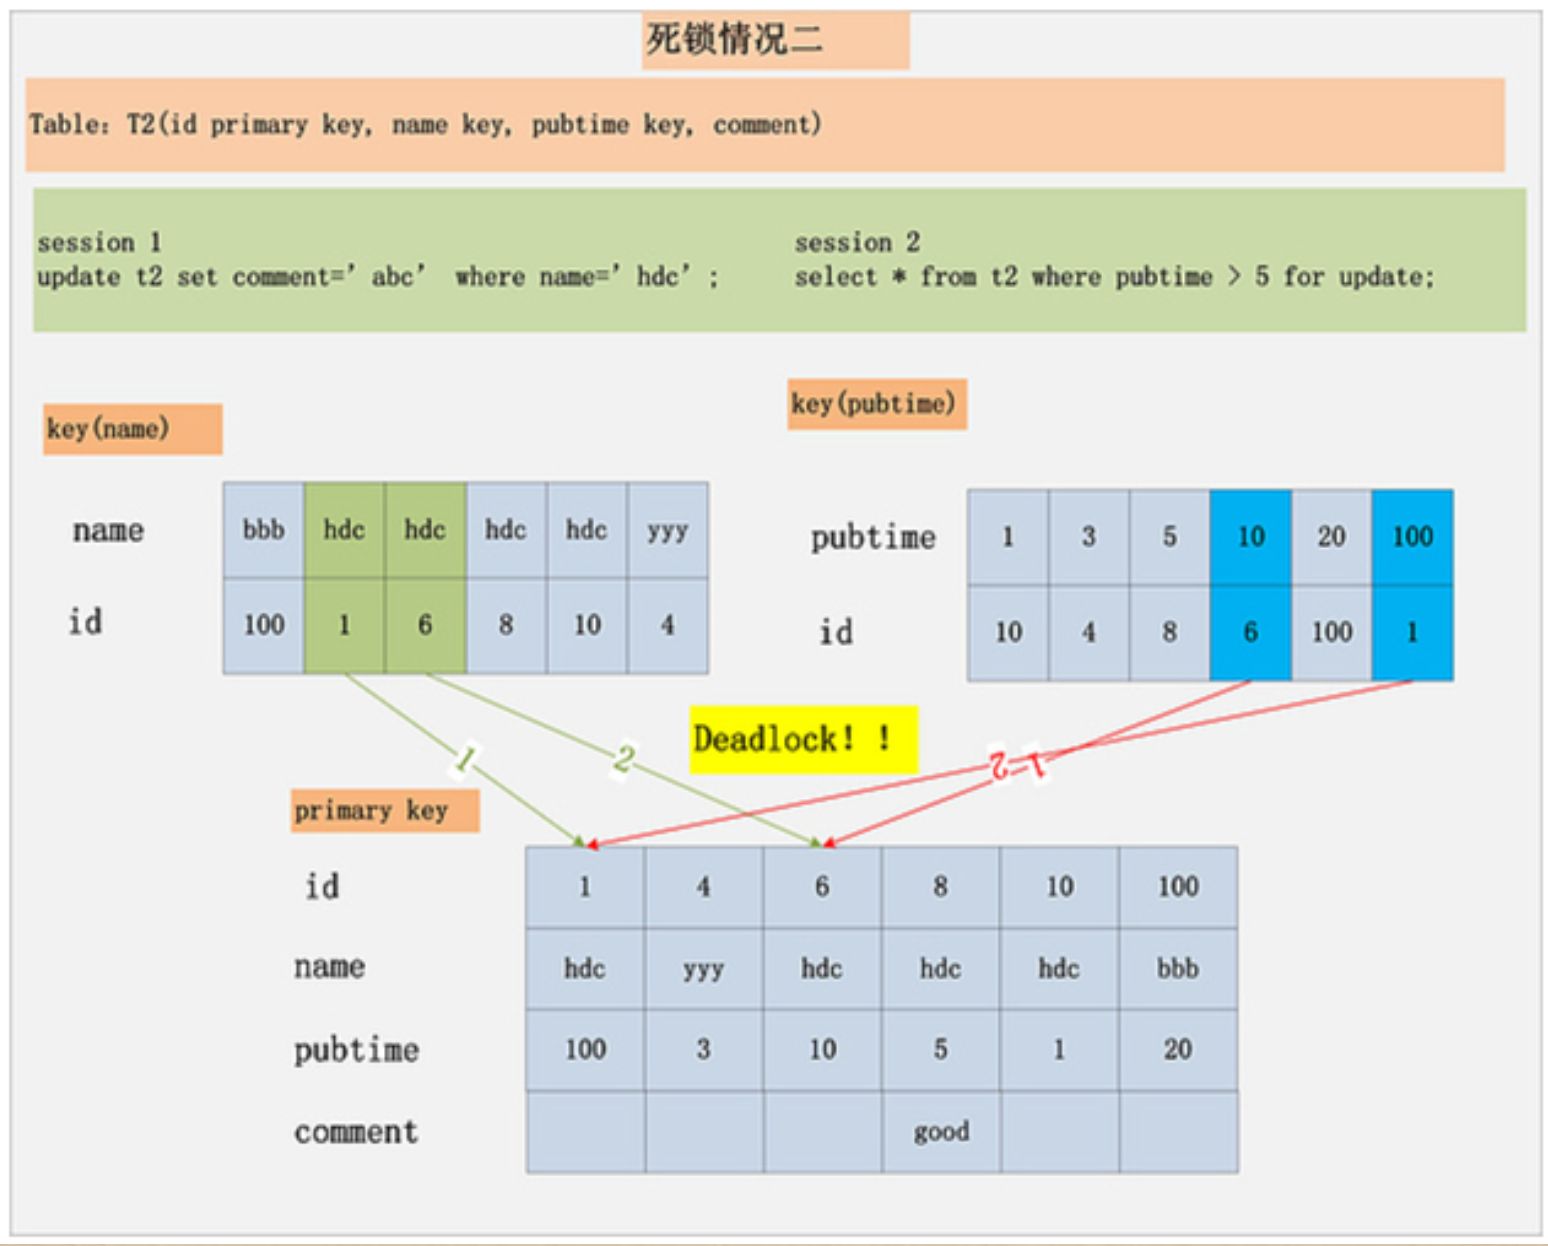 死锁情况二
Table: T2(id primary key, name key, pubtime key, comment)
session 1
update t2 set comment=’abc’ where name=’hdc’;
session 2
select * from t2 where pubtime > 5 for update;
key(name)
name bbb hdc hdc hdc hdc yyy
id 100 1 6 8 10 4
key(pubtime)
pubtime 1 3 5 10 20 100
id 10 4 8 6 100 1
Deadlock!!
1
2
2
1
primary key
id 1 4 6 8 10 100
name hdc yyy hdc hdc hdc bbb
pubtime 100 3 10 5 1 20
comment good